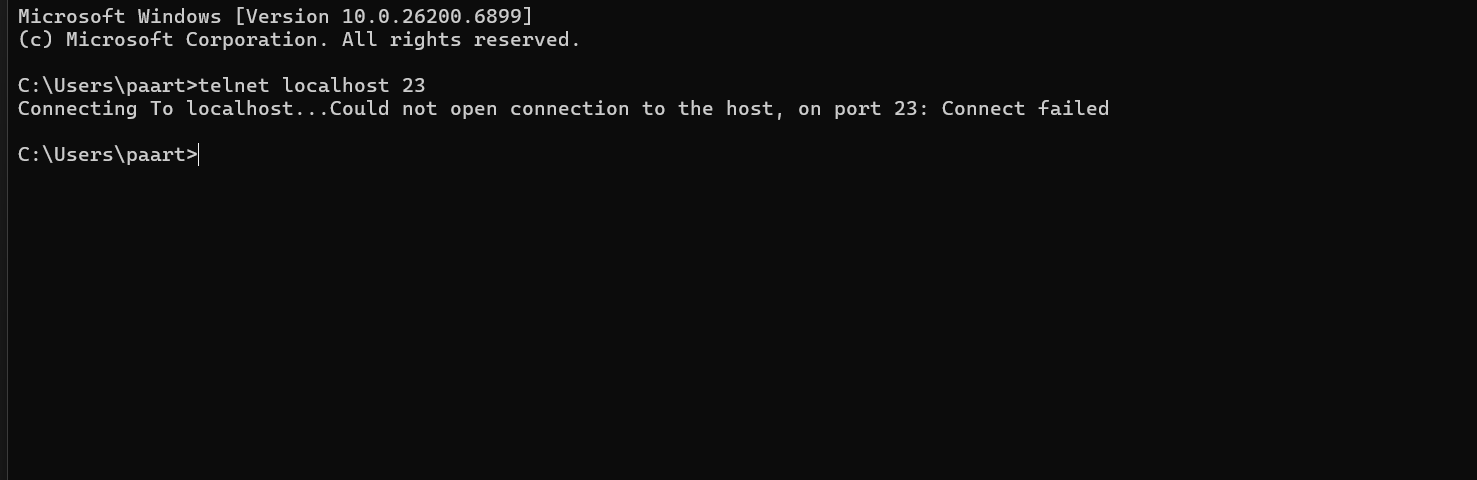 Microsoft Windows [Version 10.0.26200.6899]
(c) Microsoft Corporation. All rights reserved.
C:\Users\paart>telnet localhost 23
Connecting To localhost...Could not open connection to the host, on port 23: Connect failed
C:\Users\paart>